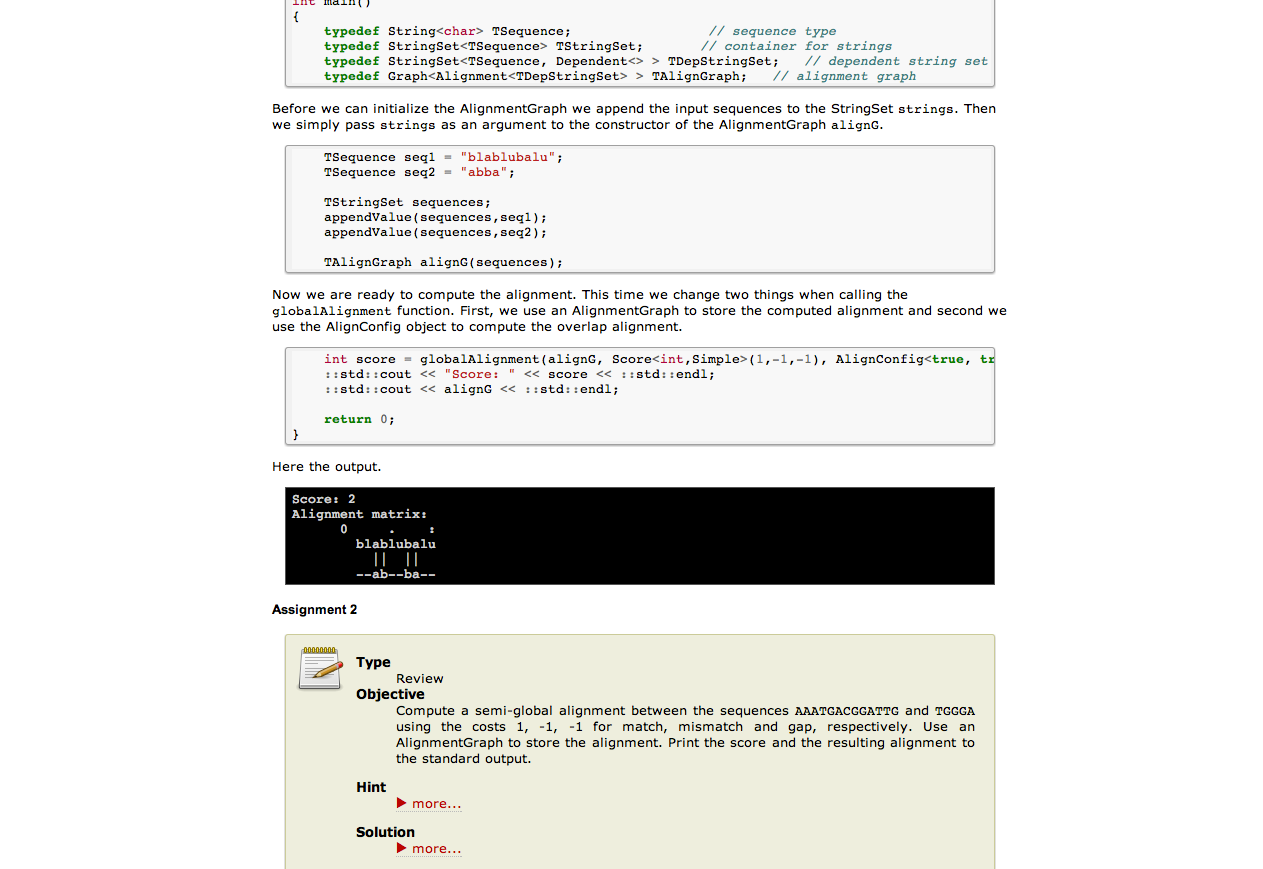 int main()
{
    typedef String<char> TSequence;                 // sequence type
    typedef StringSet<TSequence> TStringSet;       // container for strings
    typedef StringSet<TSequence, Dependent<> > TDepStringSet;   // dependent string set
    typedef Graph<Alignment<TDepStringSet> > TAlignGraph;   // alignment graph
Before we can initialize the AlignmentGraph we append the input sequences to the StringSet strings. Then
we simply pass strings as an argument to the constructor of the AlignmentGraph alignG.
    TSequence seq1 = "blablubalu";
    TSequence seq2 = "abba";
    TStringSet sequences;
    appendValue(sequences,seq1);
    appendValue(sequences,seq2);
    TAlignGraph alignG(sequences);
Now we are ready to compute the alignment. This time we change two things when calling the
globalAlignment function. First, we use an AlignmentGraph to store the computed alignment and second we
use the AlignConfig object to compute the overlap alignment.
    int score = globalAlignment(alignG, Score<int,Simple>(1,-1,-1), AlignConfig<true, tr
    ::std::cout << "Score: " << score << ::std::endl;
    ::std::cout << alignG << ::std::endl;
    return 0;
}
Here the output.
Score: 2
Alignment matrix:
      0     .    :
        blablubalu
          ||  ||
        --ab--ba--
Assignment 2
Type
Review
Objective
Compute a semi-global alignment between the sequences AAATGACGGATTG and TGGGA
using the costs 1, -1, -1 for match, mismatch and gap, respectively. Use an
AlignmentGraph to store the alignment. Print the score and the resulting alignment to
the standard output.
Hint
more...
Solution
more...